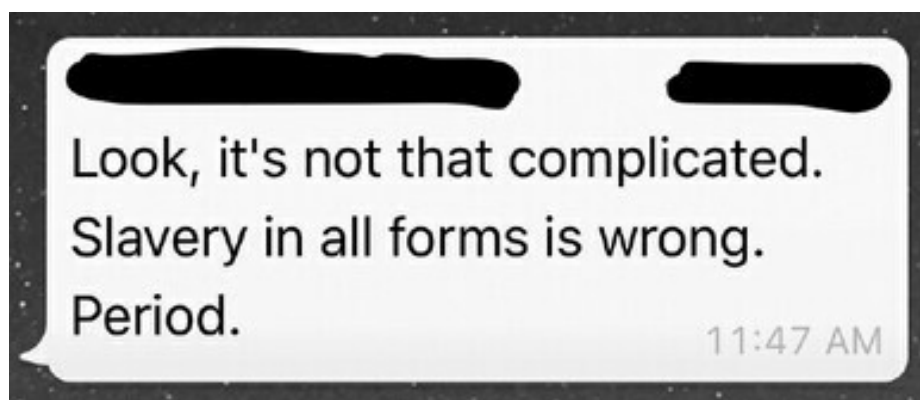 Look, it's not that complicated.
Slavery in all forms is wrong.
Period.
11:47 AM